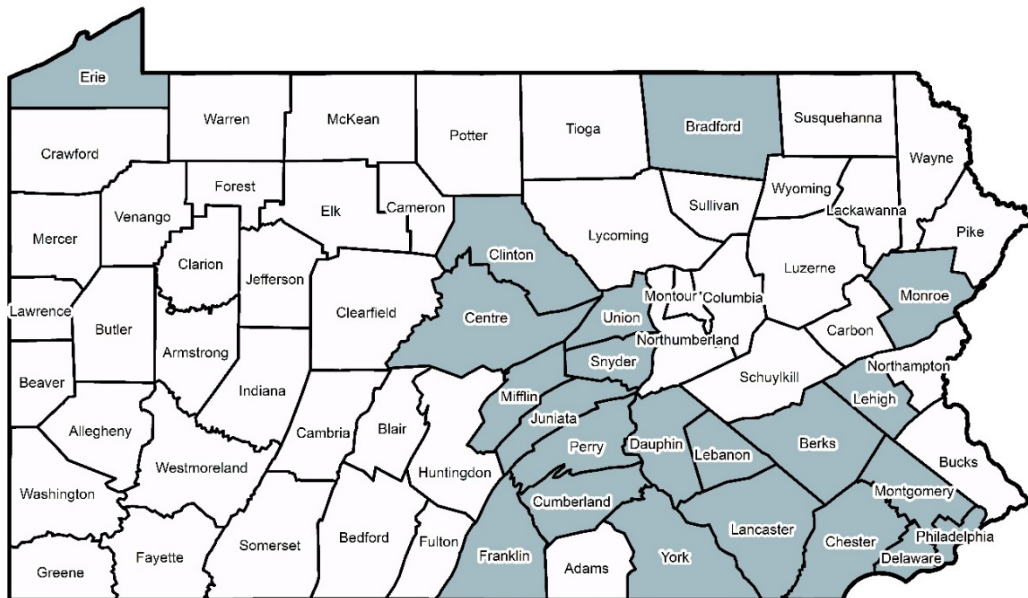 Erie
Crawford
Warren
McKean
Potter
Tioga
Bradford
Susquehanna
Wayne
Forest
Venango
Mercer
Elk
Cameron
Sullivan
Wyoming
Lackawanna
Pike
Clarion
Jefferson
Clinton
Lycoming
Luzerne
Monroe
Lawrence
Butler
Armstrong
Clearfield
Centre
Union
Montour
Columbia
Carbon
Northumberland
Snyder
Beaver
Indiana
Schuylkill
Northampton
Lehigh
Mifflin
Juniata
Allegheny
Cambria
Blair
Huntingdon
Perry
Dauphin
Lebanon
Berks
Bucks
Westmoreland
Washington
Cumberland
Montgomery
Lancaster
Chester
Philadelphia
Delaware
Greene
Fayette
Somerset
Bedford
Fulton
Franklin
Adams
York